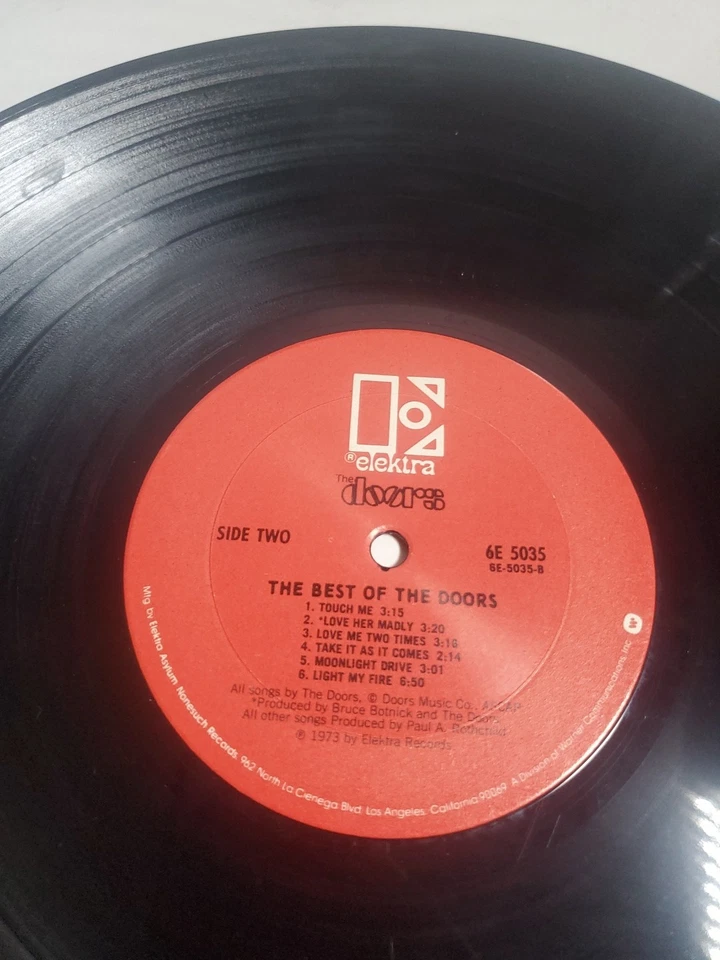 ® elektra
The doors
SIDE TWO
6E 5035
6E-5035-B
THE BEST OF THE DOORS
1. TOUCH ME 3:15
2. *LOVE HER MADLY 3:20
3. LOVE ME TWO TIMES 3:16
4. TAKE IT AS IT COMES 2:14
5. MOONLIGHT DRIVE 3:01
6. LIGHT MY FIRE 6:50
All songs by The Doors, © Doors Music Co., ASCAP
*Produced by Bruce Botnick and The Doors
All other songs Produced by Paul A. Rothchild
℗ 1973 by Elektra Records
Mfg by Elektra Asylum Nonesuch Records, 962 North La Cienega Blvd. Los Angeles, California 90069 A Division of Warner Communications, Inc.